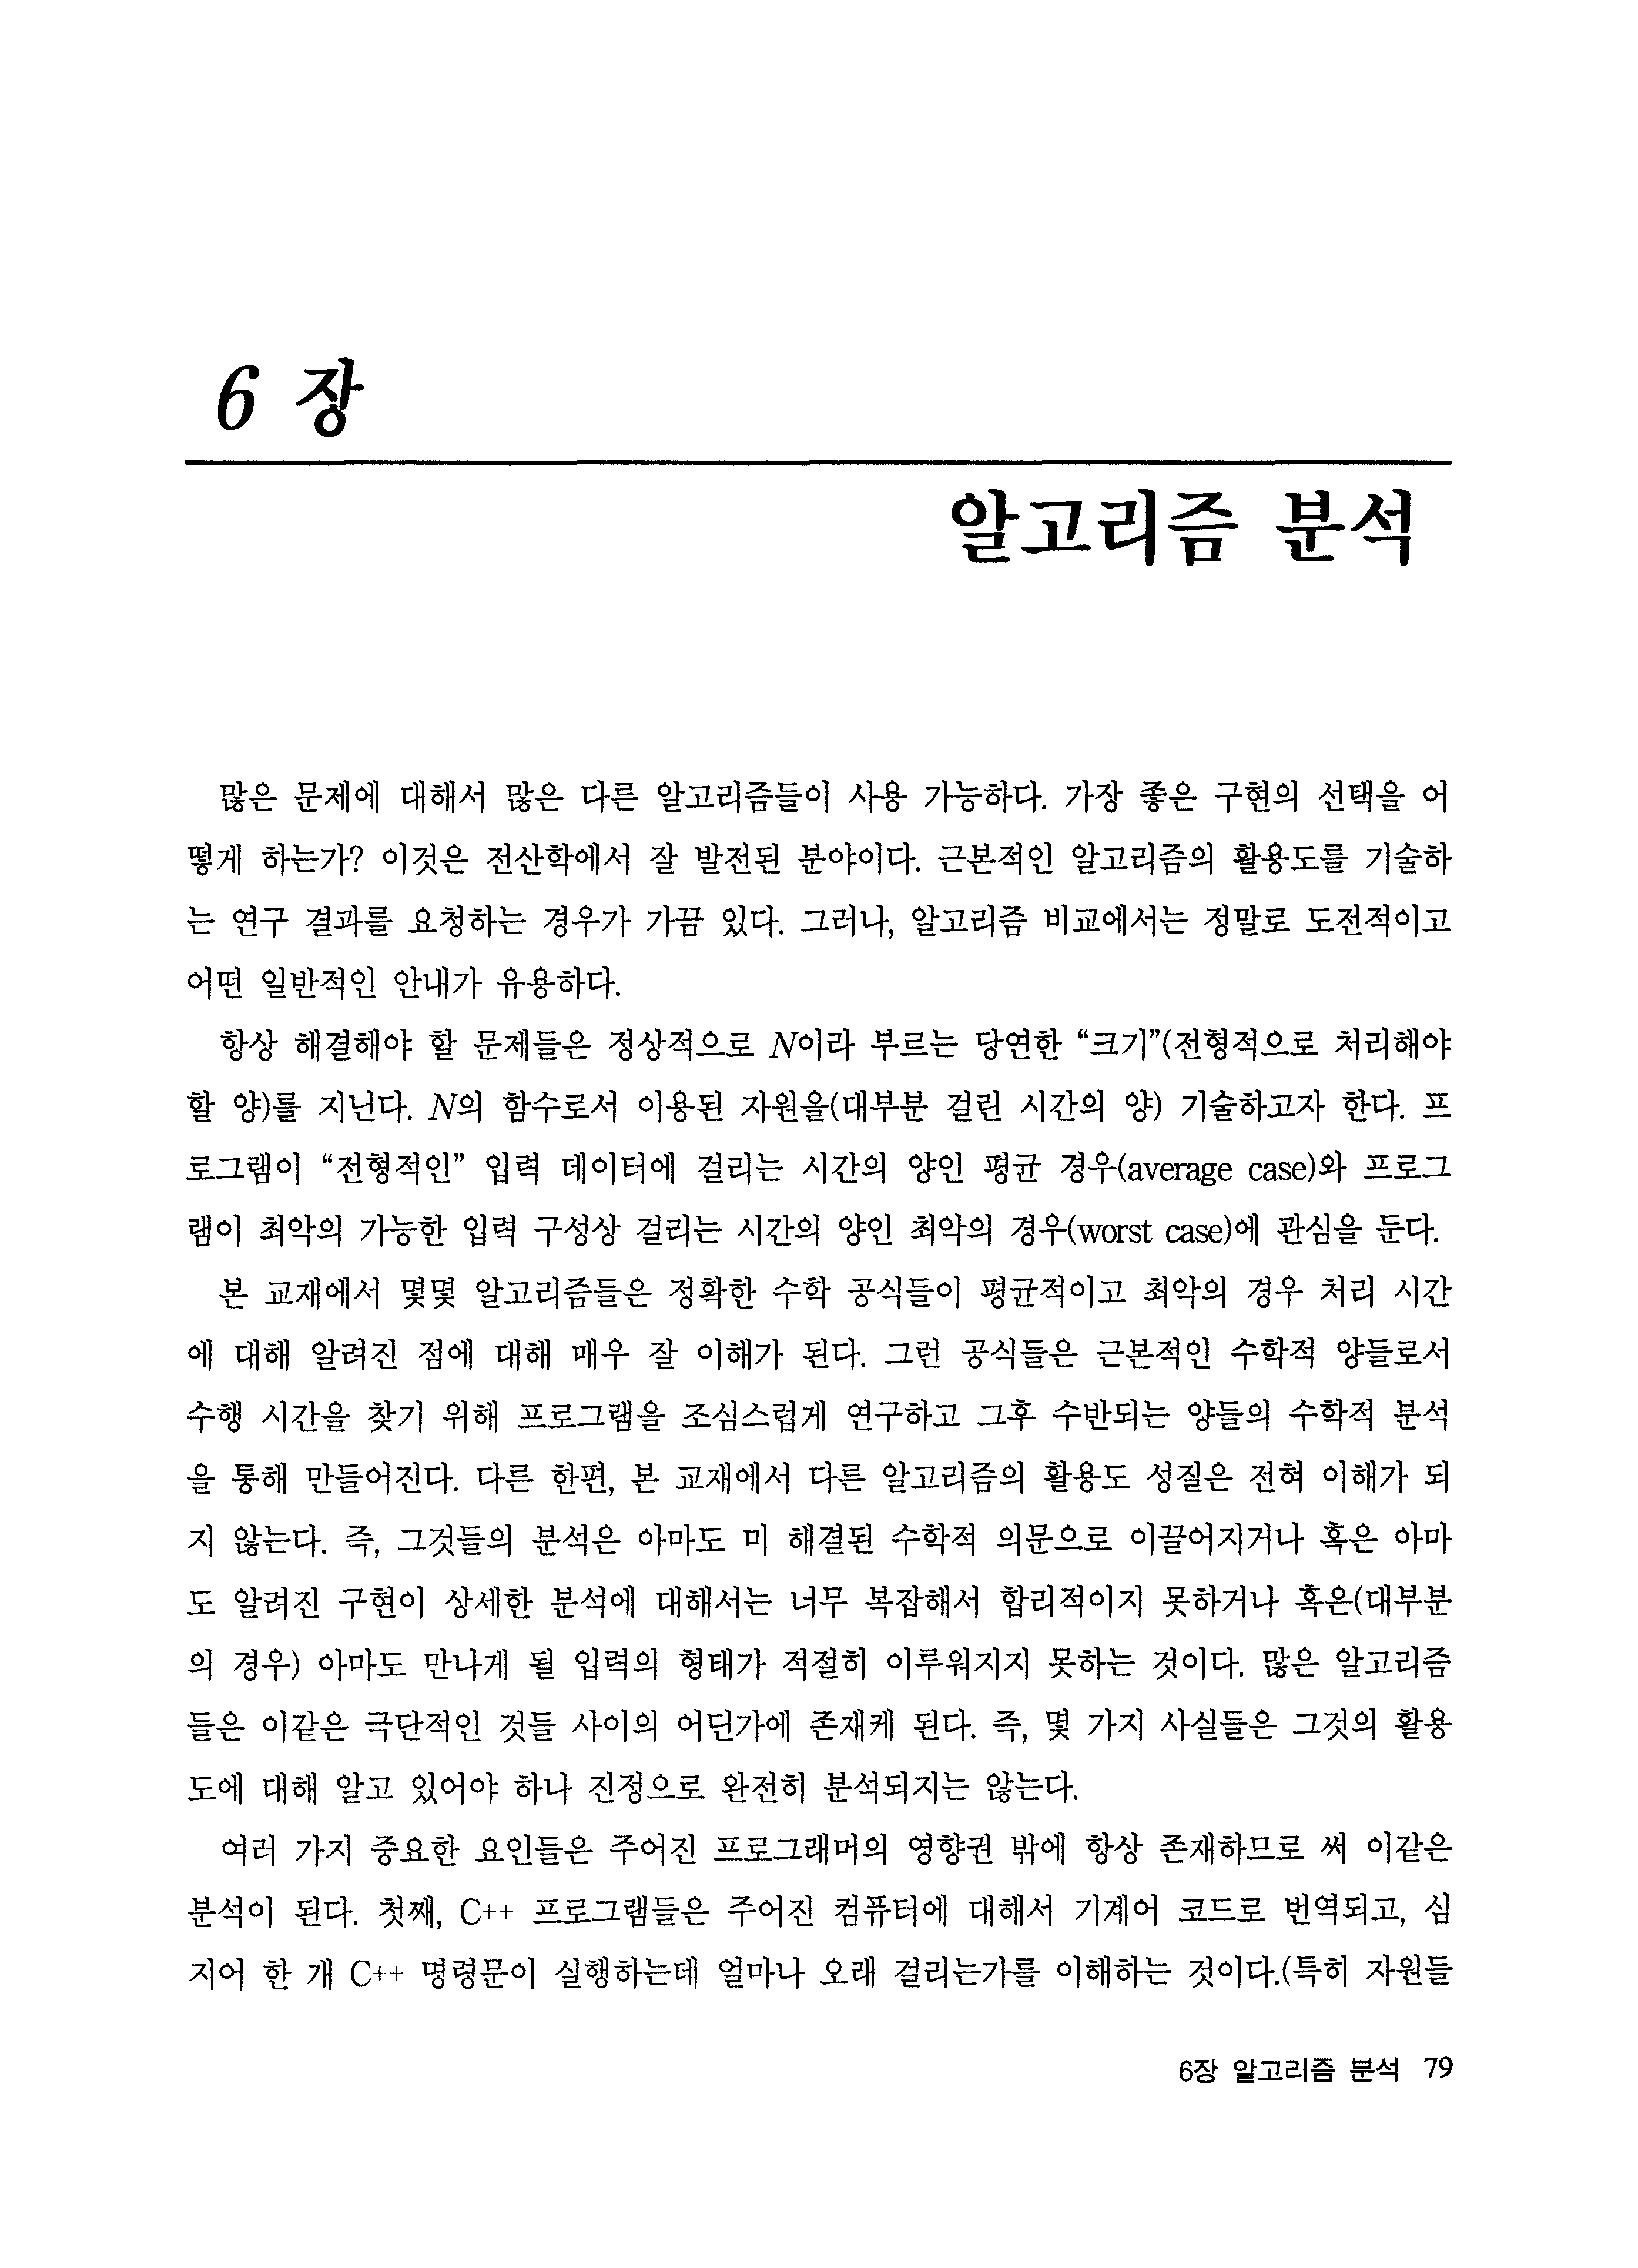 6 장
알고리즘 분석
많은 문제에 대해서 많은 다른 알고리즘들이 사용 가능하다. 가장 좋은 구현의 선택을 어
떻게 하는가? 이것은 전산학에서 잘 발전된 분야이다. 근본적인 알고리즘의 활용도를 기술하
는 연구 결과를 요청하는 경우가 가끔 있다. 그러나, 알고리즘 비교에서는 정말로 도전적이고
어떤 일반적인 안내가 유용하다.
항상 해결해야 할 문제들은 정상적으로 N이라 부르는 당연한 “크기”(전형적으로 처리해야
할 양)를 지닌다. N의 함수로서 이용된 자원을(대부분 걸린 시간의 양) 기술하고자 한다. 프
로그램이 “전형적인” 입력 데이터에 걸리는 시간의 양인 평균 경우(average case)와 프로그
램이 최악의 가능한 입력 구성상 걸리는 시간의 양인 최악의 경우(worst case)에 관심을 둔다.
본 교재에서 몇몇 알고리즘들은 정확한 수학 공식들이 평균적이고 최악의 경우 처리 시간
에 대해 알려진 점에 대해 매우 잘 이해가 된다. 그런 공식들은 근본적인 수학적 양들로서
수행 시간을 찾기 위해 프로그램을 조심스럽게 연구하고 그후 수반되는 양들의 수학적 분석
을 통해 만들어진다. 다른 한편, 본 교재에서 다른 알고리즘의 활용도 성질은 전혀 이해가 되
지 않는다. 즉, 그것들의 분석은 아마도 미 해결된 수학적 의문으로 이끌어지거나 혹은 아마
도 알려진 구현이 상세한 분석에 대해서는 너무 복잡해서 합리적이지 못하거나 혹은(대부분
의 경우) 아마도 만나게 될 입력의 형태가 적절히 이루워지지 못하는 것이다. 많은 알고리즘
들은 이같은 극단적인 것들 사이의 어딘가에 존재케 된다. 즉, 몇 가지 사실들은 그것의 활용
도에 대해 알고 있어야 하나 진정으로 완전히 분석되지는 않는다.
여러 가지 중요한 요인들은 주어진 프로그래머의 영향권 밖에 항상 존재하므로 써 이같은
분석이 된다. 첫째, C++ 프로그램들은 주어진 컴퓨터에 대해서 기계어 코드로 번역되고, 심
지어 한 개 C++ 명령문이 실행하는데 얼마나 오래 걸리는가를 이해하는 것이다.(특히 자원들
6장 알고리즘 분석 79